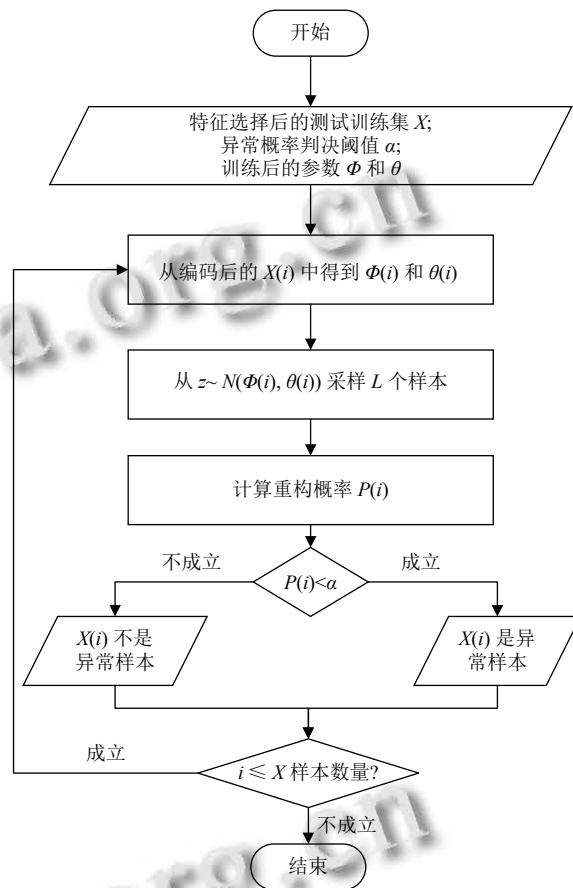 开始
特征选择后的测试训练集 X;
异常概率判决阈值 α;
训练后的参数 Φ 和 θ
从编码后的 X(i) 中得到 Φ(i) 和 θ(i)
从 z~ N(Φ(i), θ(i)) 采样 L 个样本
计算重构概率 P(i)
不成立
P(i)<α
成立
X(i) 不是
异常样本
X(i) 是异
常样本
成立
i ≤ X 样本数量?
不成立
结束
a.org.cn
org.cn